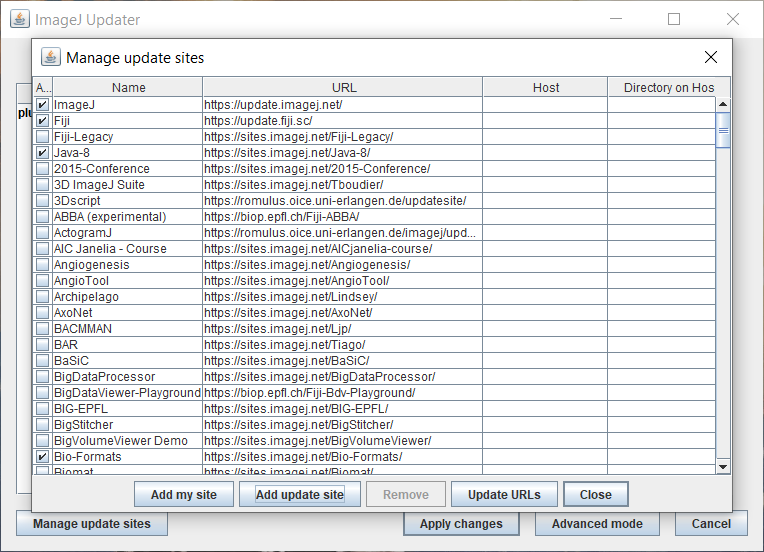 ImageJ Updater
Manage update sites
A... Name URL Host Directory on Hos
ImageJ https://update.imagej.net/
Fiji https://update.fiji.sc/
Fiji-Legacy https://sites.imagej.net/Fiji-Legacy/
Java-8 https://sites.imagej.net/Java-8/
2015-Conference https://sites.imagej.net/2015-Conference/
3D ImageJ Suite https://sites.imagej.net/Tboudier/
3Dscript https://romulus.oice.uni-erlangen.de/updatesite/
ABBA (experimental) https://biop.epfl.ch/Fiji-ABBA/
ActogramJ https://romulus.oice.uni-erlangen.de/imagej/upd...
AIC Janelia - Course https://sites.imagej.net/AICjanelia-course/
Angiogenesis https://sites.imagej.net/Angiogenesis/
AngioTool https://sites.imagej.net/AngioTool/
Archipelago https://sites.imagej.net/Lindsey/
AxoNet https://sites.imagej.net/AxoNet/
BACMMAN https://sites.imagej.net/Ljp/
BAR https://sites.imagej.net/Tiago/
BaSiC https://sites.imagej.net/BaSiC/
BigDataProcessor https://sites.imagej.net/BigDataProcessor/
BigDataViewer-Playground https://biop.epfl.ch/Fiji-Bdv-Playground/
BIG-EPFL https://sites.imagej.net/BIG-EPFL/
BigStitcher https://sites.imagej.net/BigStitcher/
BigVolumeViewer Demo https://sites.imagej.net/BigVolumeViewer/
Bio-Formats https://sites.imagej.net/Bio-Formats/
Biomat https://sites.imagej.net/Biomat/
Add my site Add update site Remove Update URLs Close
Manage update sites Apply changes Advanced mode Cancel